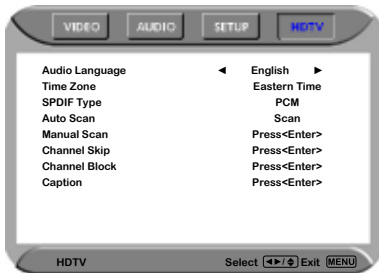 VIDEO AUDIO SETUP HDTV
Audio Language ◄ English ►
Time Zone Eastern Time
SPDIF Type PCM
Auto Scan Scan
Manual Scan Press<Enter>
Channel Skip Press<Enter>
Channel Block Press<Enter>
Caption Press<Enter>
HDTV Select ◄►/♦ Exit MENU